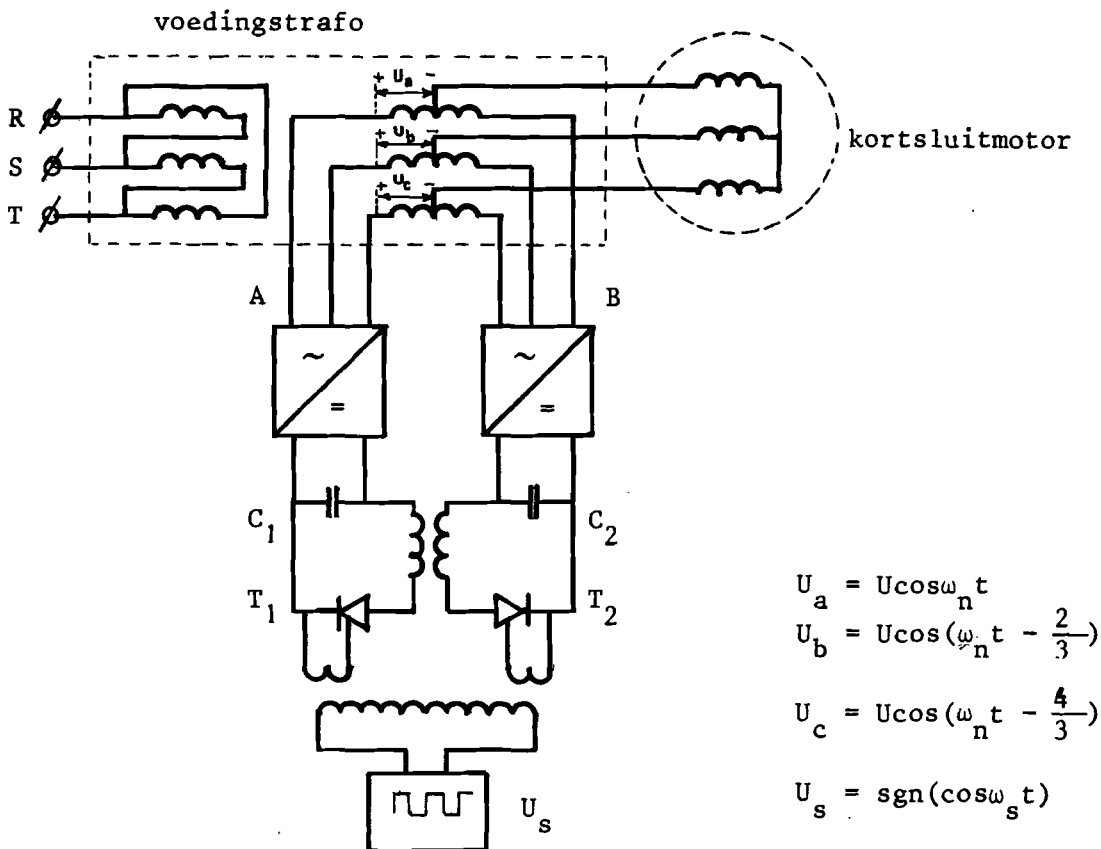 voedingstrafo
+ U_a -
+ U_b -
+ U_c -
R
S
T
kortsluitmotor
A
B
~
=
~
=
C_1
C_2
T_1
T_2
U_s
U_a = Ucosω_n t
U_b = Ucos(ω_n t - 2/3)
U_c = Ucos(ω_n t - 4/3)
U_s = sgn(cosω_s t)